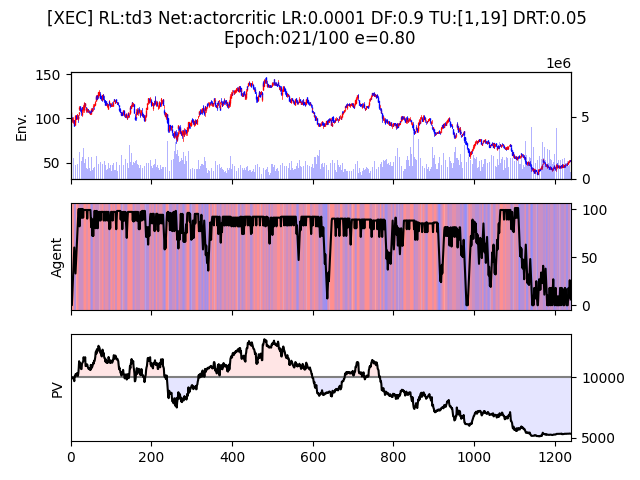 [XEC] RL:td3 Net:actorcritic LR:0.0001 DF:0.9 TU:[1,19] DRT:0.05
Epoch:021/100 e=0.80
1e6
150
100
50
Env.
5
0
Agent
100
50
0
PV
10000
5000
0 200 400 600 800 1000 1200